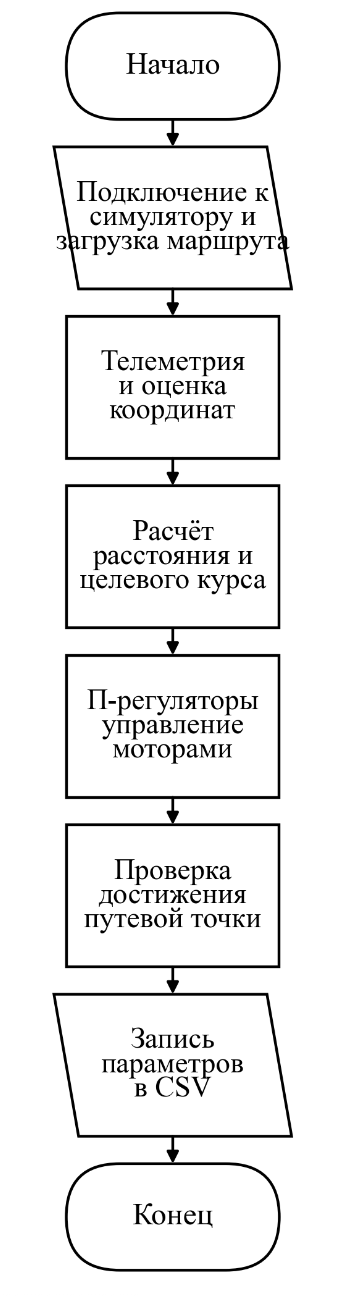 Начало
Подключение к
симулятору и
загрузка маршрута
Телеметрия
и оценка
координат
Расчёт
расстояния и
целевого курса
П-регуляторы
управление
моторами
Проверка
достижения
путевой точки
Запись
параметров
в CSV
Конец